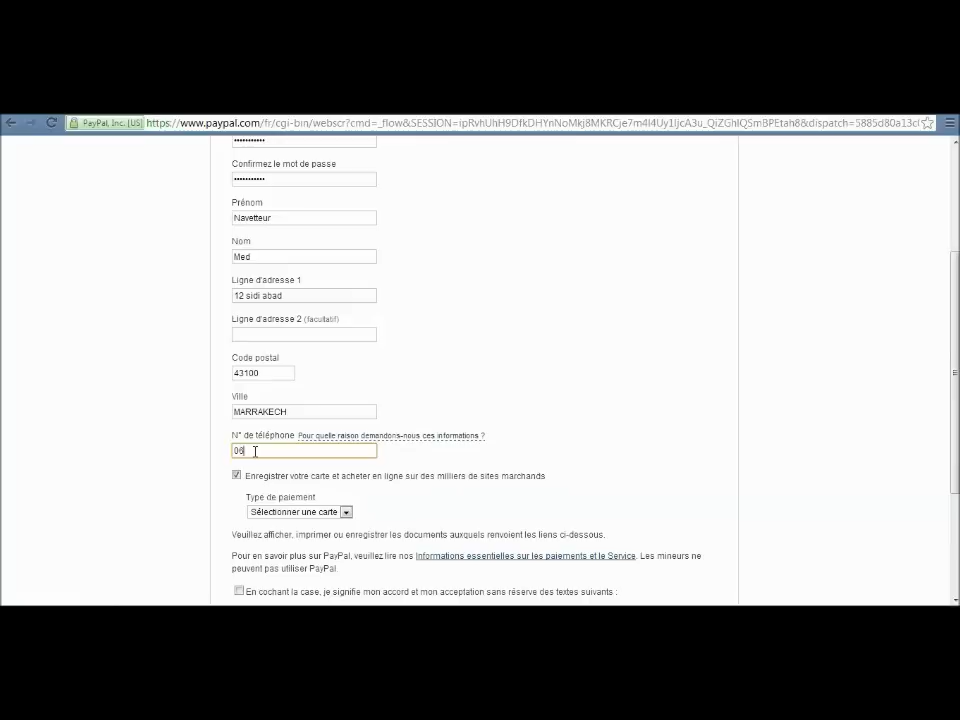 PayPal, Inc. [US] https://www.paypal.com/fr/cgi-bin/webscr?cmd=_flow&SESSION=
•••••••••••
Confirmez le mot de passe
•••••••••••
Prénom
Navetteur
Nom
Med
Ligne d'adresse 1
12 sidi abad
Ligne d'adresse 2 (facultatif)
Code postal
43100
Ville
MARRAKECH
N° de téléphone Pour quelle raison demandons-nous ces informations ?
06
Enregistrer votre carte et acheter en ligne sur des milliers de sites marchands
Type de paiement
Sélectionner une carte
Veuillez afficher, imprimer ou enregistrer les documents auxquels renvoient les liens ci-dessous.
Pour en savoir plus sur PayPal, veuillez lire nos Informations essentielles sur les paiements et le Service. Les mineurs ne
peuvent pas utiliser PayPal.
En cochant la case, je signifie mon accord et mon acceptation sans réserve des textes suivants :